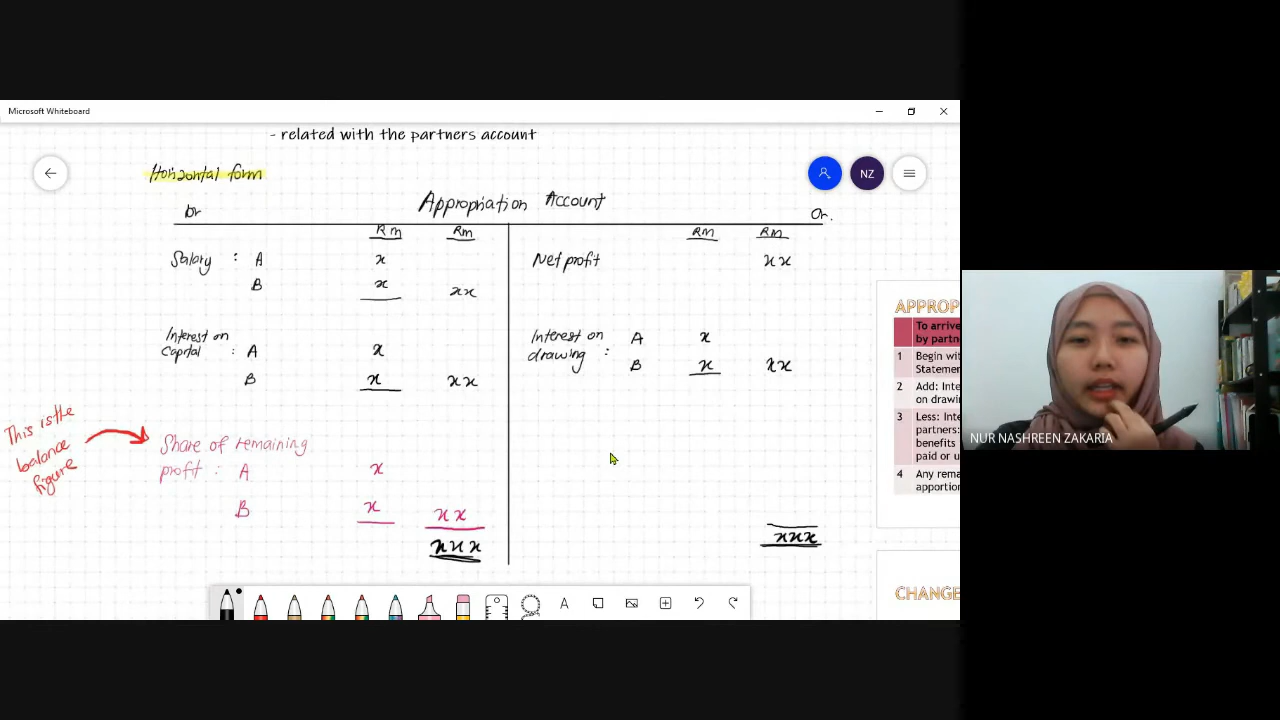 Microsoft Whiteboard
- related with the partners account
Horizontal form
NZ
Appropriation Account
Dr
Cr.
Rm Rm Rm Rm
Salary : A x
B x xx
Net profit xx
Interest on
Capital : A x
B x xx
Interest on
drawing : A x
B x xx
This is the
balance
figure
Share of remaining
profit : A x
B x xx
xxx
xxx
APPROP
To arrive
by partn
1 Begin wit
Statemen
2 Add: Inte
on drawin
3 Less: Inte
partners:
benefits
paid or u
4 Any rema
apportion
CHANGE
A
NUR NASHREEN ZAKARIA